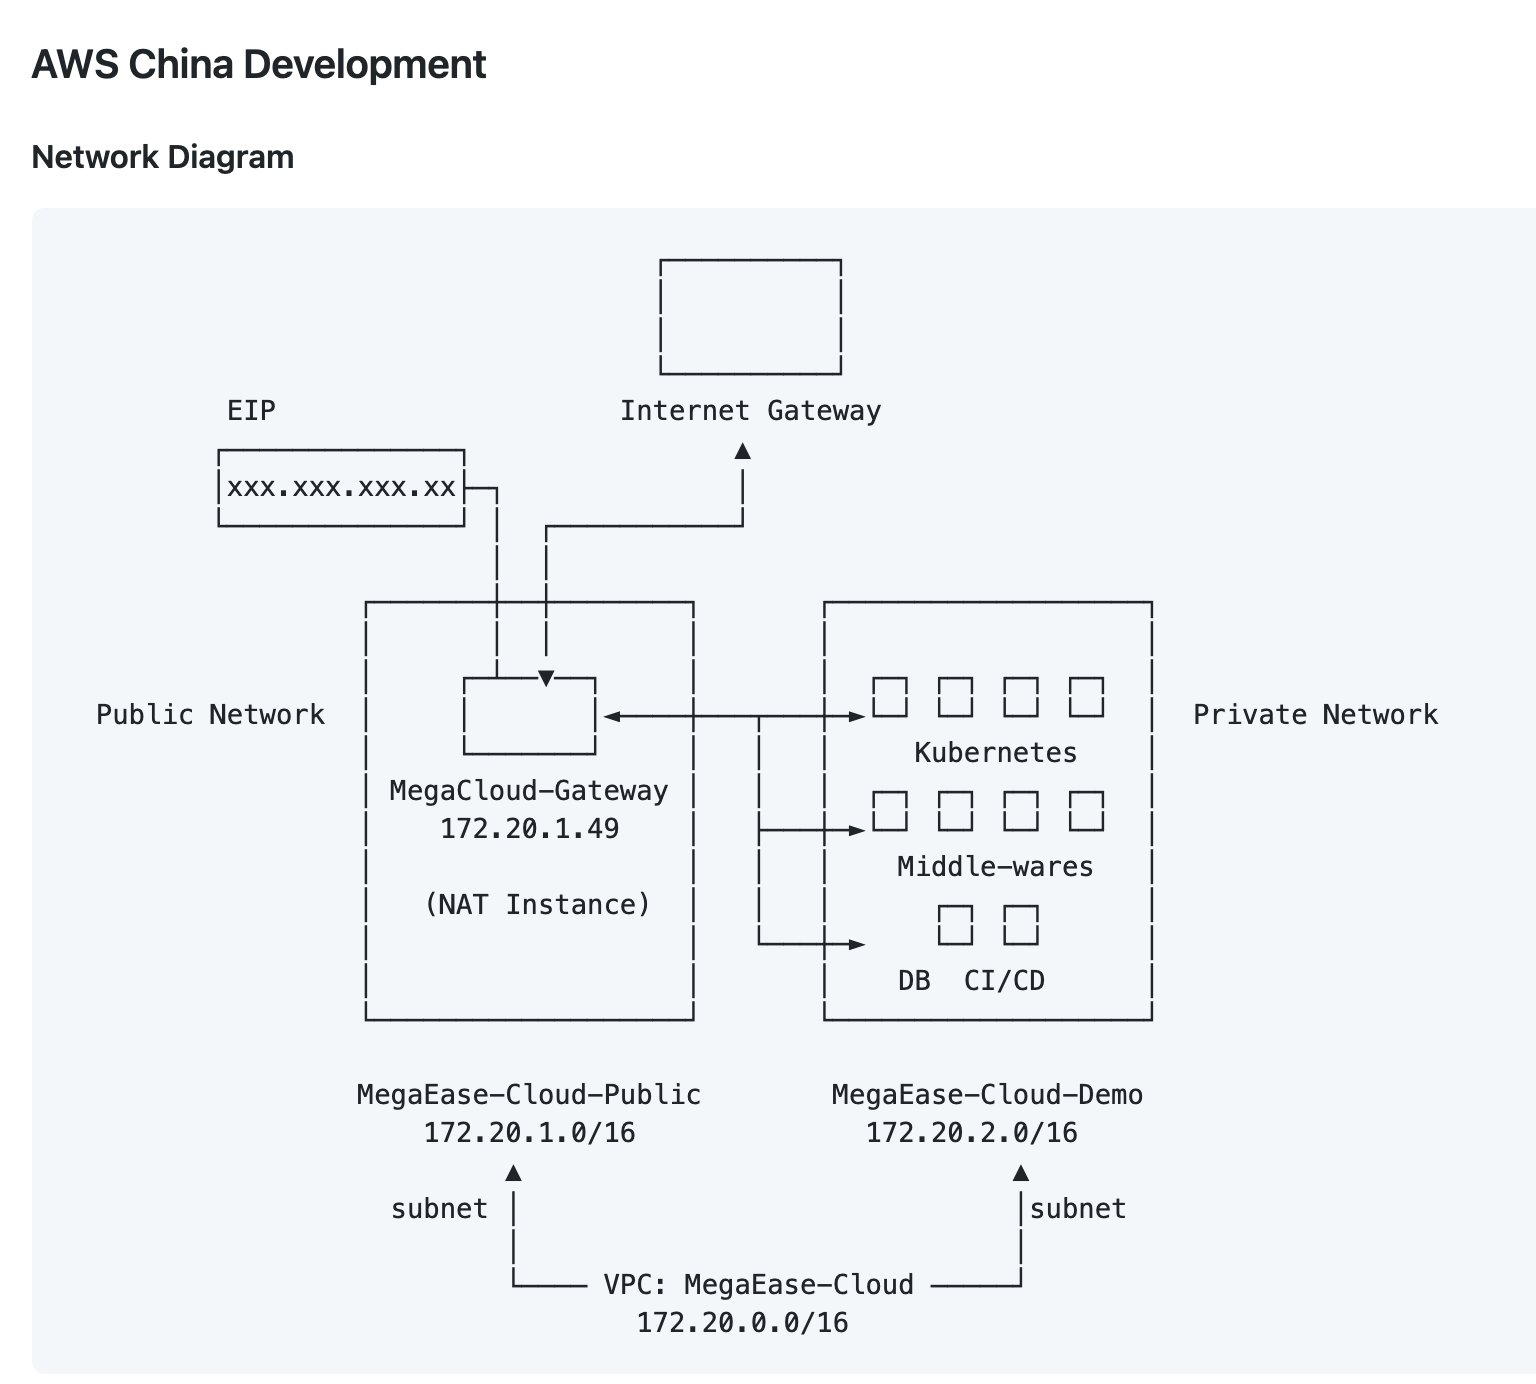 AWS China Development
Network Diagram
EIP
Internet Gateway
xxx.xxx.xxx.xx
Public Network
Private Network
Kubernetes
MegaCloud-Gateway
172.20.1.49
Middle-wares
(NAT Instance)
DB CI/CD
MegaEase-Cloud-Public
MegaEase-Cloud-Demo
172.20.1.0/16
172.20.2.0/16
subnet
subnet
VPC: MegaEase-Cloud
172.20.0.0/16